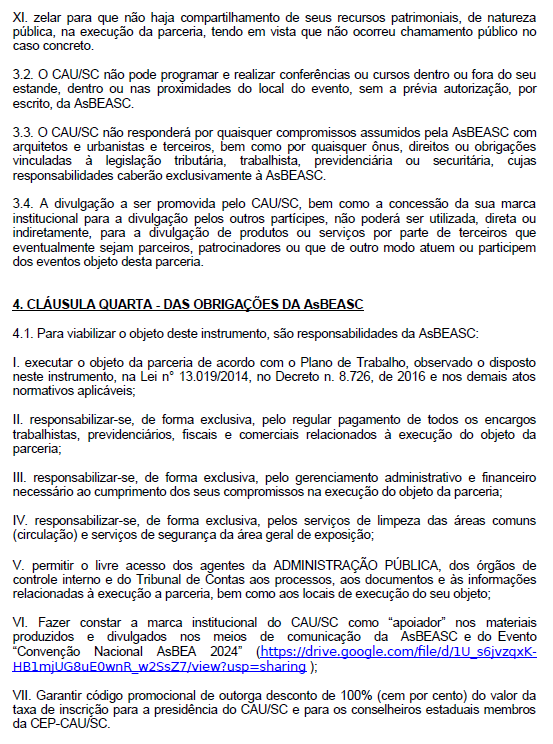 XI. zelar para que não haja compartilhamento de seus recursos patrimoniais, de natureza
pública, na execução da parceria, tendo em vista que não ocorreu chamamento público no
caso concreto.
3.2. O CAU/SC não pode programar e realizar conferências ou cursos dentro ou fora do seu
estande, dentro ou nas proximidades do local do evento, sem a prévia autorização, por
escrito, da AsBEASC.
3.3. O CAU/SC não responderá por quaisquer compromissos assumidos pela AsBEASC com
arquitetos e urbanistas e terceiros, bem como por quaisquer ônus, direitos ou obrigações
vinculadas à legislação tributária, trabalhista, previdenciária ou securitária, cujas
responsabilidades caberão exclusivamente à AsBEASC.
3.4. A divulgação a ser promovida pelo CAU/SC, bem como a concessão da sua marca
institucional para a divulgação pelos outros partícipes, não poderá ser utilizada, direta ou
indiretamente, para a divulgação de produtos ou serviços por parte de terceiros que
eventualmente sejam parceiros, patrocinadores ou que de outro modo atuem ou participem
dos eventos objeto desta parceria.
4. CLÁUSULA QUARTA - DAS OBRIGAÇÕES DA AsBEASC
4.1. Para viabilizar o objeto deste instrumento, são responsabilidades da AsBEASC:
I. executar o objeto da parceria de acordo com o Plano de Trabalho, observado o disposto
neste instrumento, na Lei n° 13.019/2014, no Decreto n. 8.726, de 2016 e nos demais atos
normativos aplicáveis;
II. responsabilizar-se, de forma exclusiva, pelo regular pagamento de todos os encargos
trabalhistas, previdenciários, fiscais e comerciais relacionados à execução do objeto da
parceria;
III. responsabilizar-se, de forma exclusiva, pelo gerenciamento administrativo e financeiro
necessário ao cumprimento dos seus compromissos na execução do objeto da parceria;
IV. responsabilizar-se, de forma exclusiva, pelos serviços de limpeza das áreas comuns
(circulação) e serviços de segurança da área geral de exposição;
V. permitir o livre acesso dos agentes da ADMINISTRAÇÃO PÚBLICA, dos órgãos de
controle interno e do Tribunal de Contas aos processos, aos documentos e às informações
relacionadas à execução a parceria, bem como aos locais de execução do seu objeto;
VI. Fazer constar a marca institucional do CAU/SC como “apoiador” nos materiais
produzidos e divulgados nos meios de comunicação da AsBEASC e do Evento
“Convenção Nacional AsBEA 2024” (https://drive.google.com/file/d/1U_s6jvzqxK-
HB1mjUG8uE0wnR_w2SsZ7/view?usp=sharing );
VII. Garantir código promocional de outorga desconto de 100% (cem por cento) do valor da
taxa de inscrição para a presidência do CAU/SC e para os conselheiros estaduais membros
da CEP-CAU/SC.